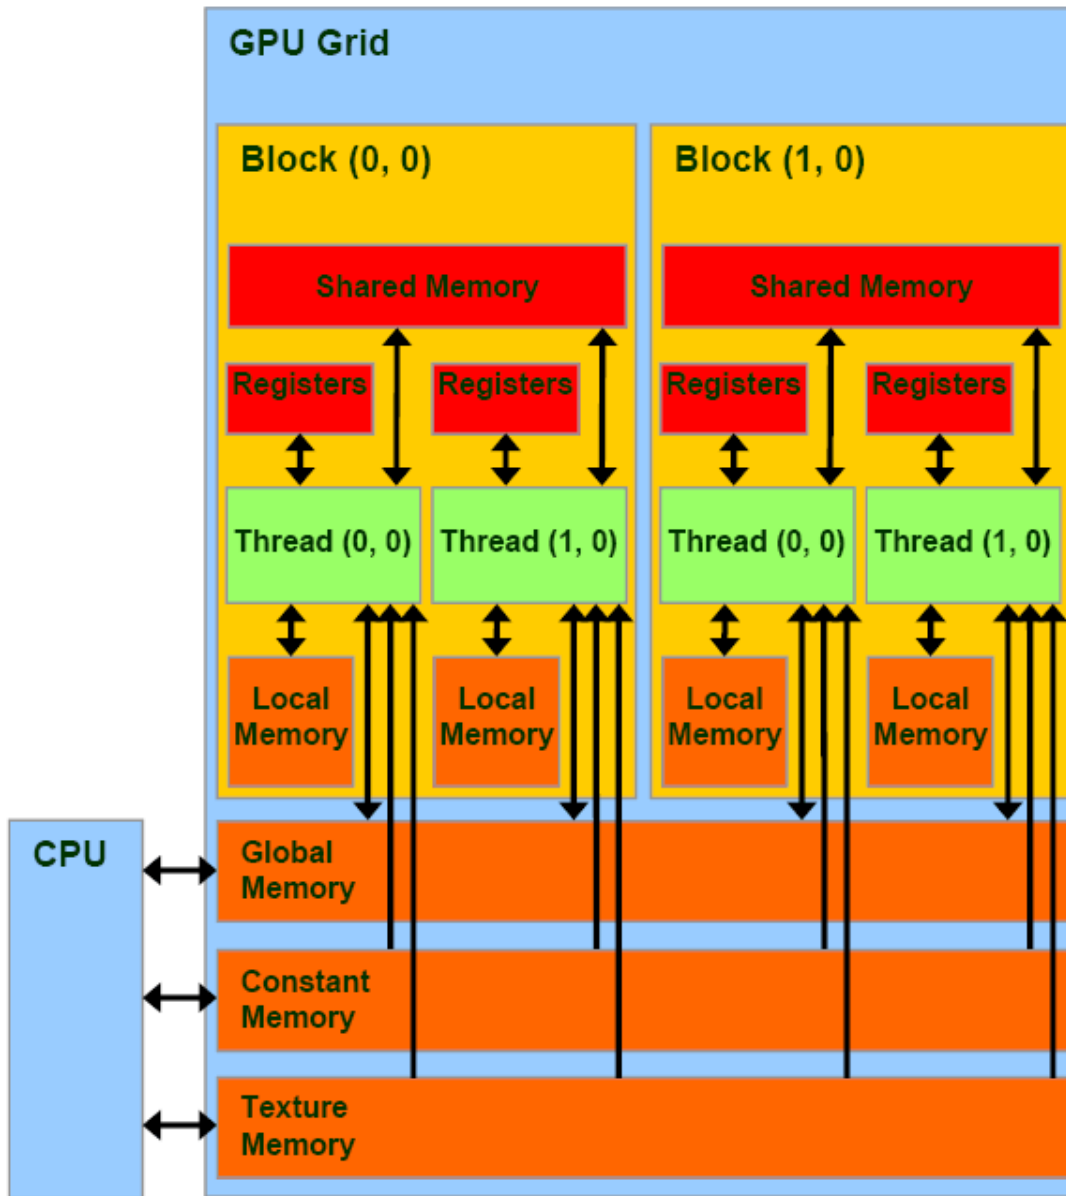 GPU Grid
Block (0, 0)
Block (1, 0)
Shared Memory
Shared Memory
Registers
Registers
Registers
Registers
Thread (0, 0)
Thread (1, 0)
Thread (0, 0)
Thread (1, 0)
Local
Memory
Local
Memory
Local
Memory
Local
Memory
CPU
Global
Memory
Constant
Memory
Texture
Memory